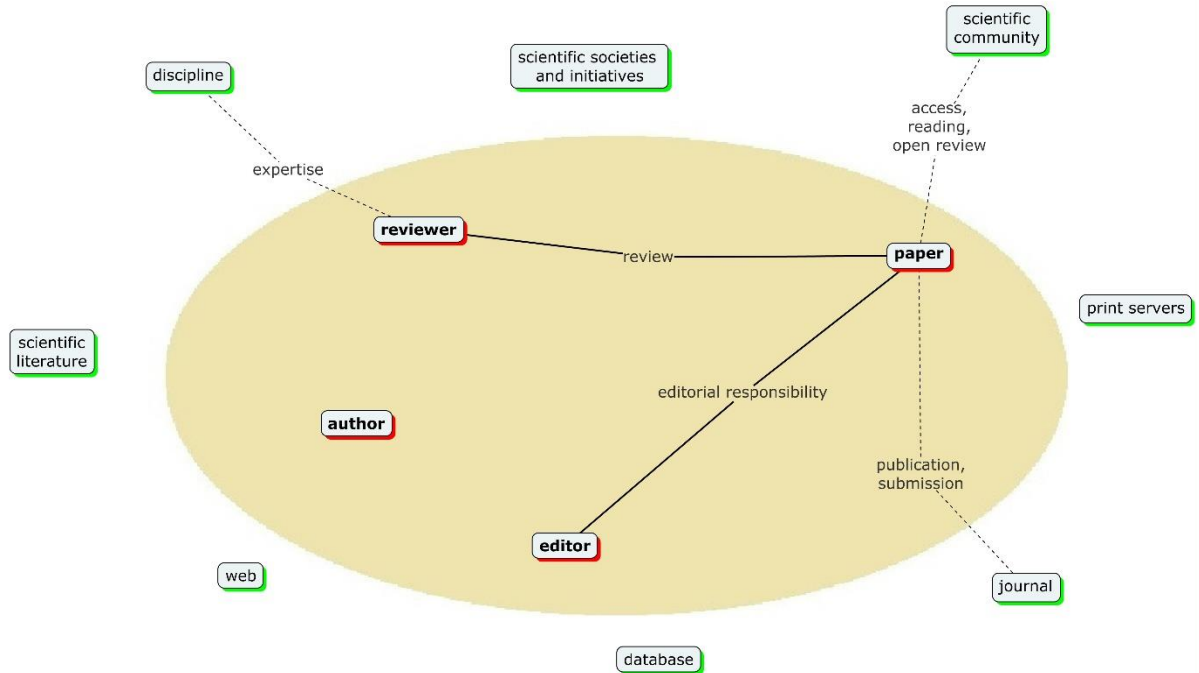 scientific
community
scientific societies
and initiatives
discipline
access,
reading,
open review
expertise
reviewer
review
paper
print servers
scientific
literature
editorial responsibility
author
publication,
submission
editor
web
journal
database